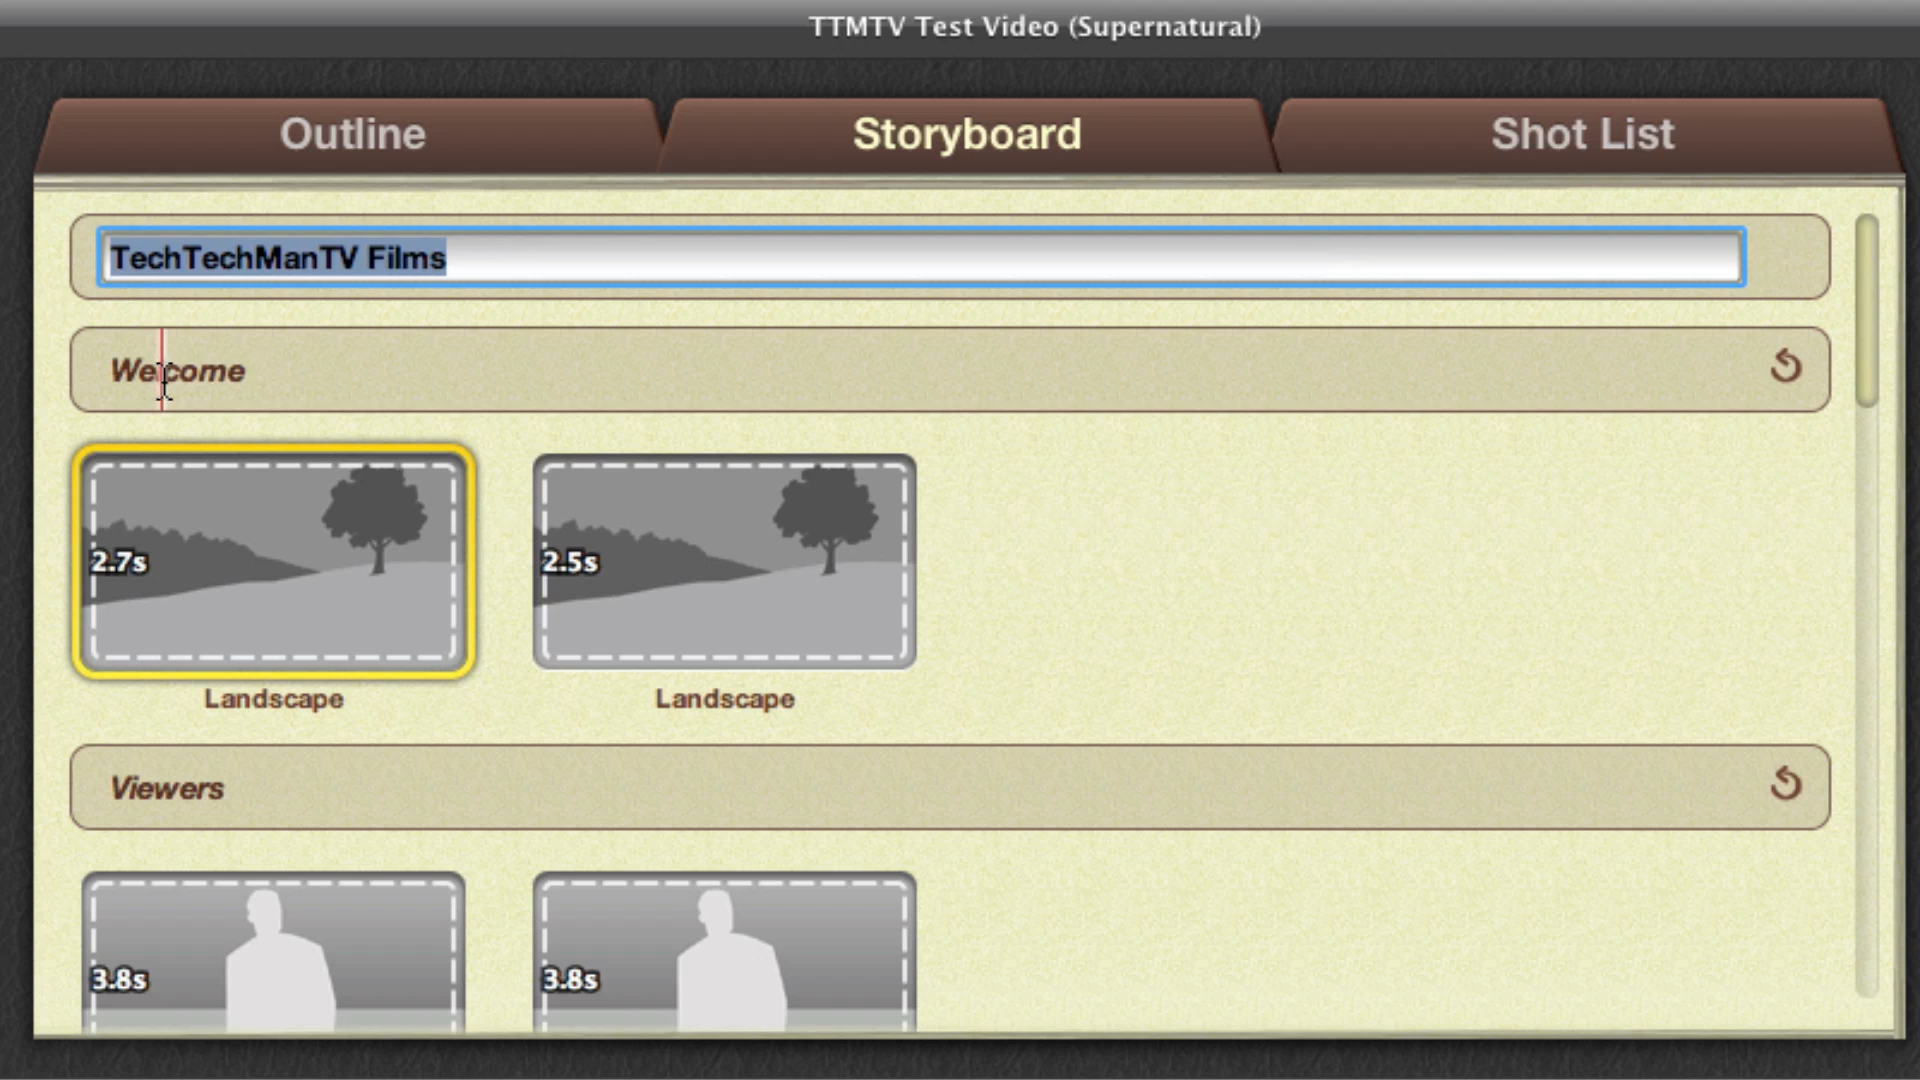 TTMTV Test Video (Supernatural)
Outline
Storyboard
Shot List
TechTechManTV Films
Welcome
2.7s
2.5s
Landscape
Landscape
Viewers
3.8s
3.8s